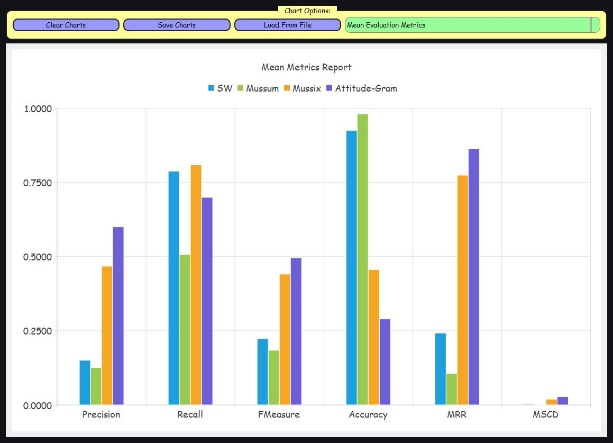 Chart Options:
Clear Charts
Save Charts
Load From File
Mean Evaluation Metrics
Mean Metrics Report
SW Mussum Mussix Attitude-Gram
1.0000
0.7500
0.5000
0.2500
0.0000
Precision Recall FMeasure Accuracy MRR MSCD